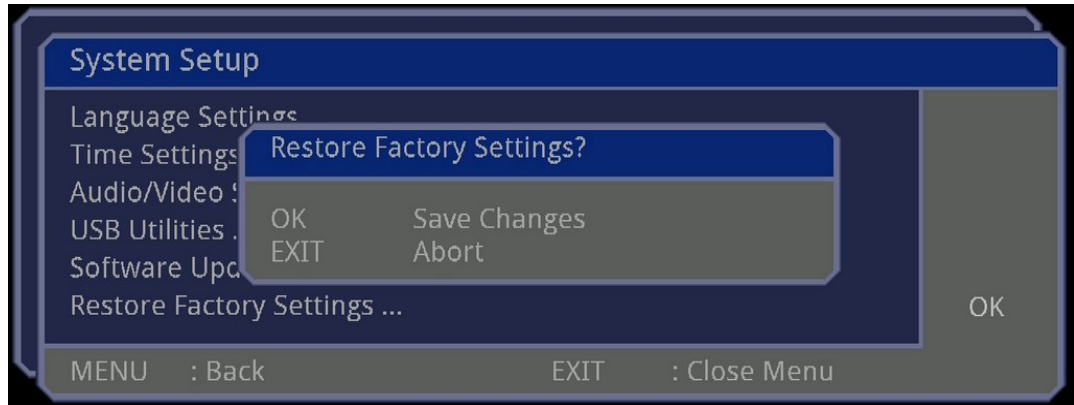 System Setup
Language Settings
Time Settings
Audio/Video
USB Utilities .
Software
Restore Factory Settings ...
OK
Restore Factory Settings?
OK Save Changes
EXIT Abort
MENU : Back EXIT : Close Menu